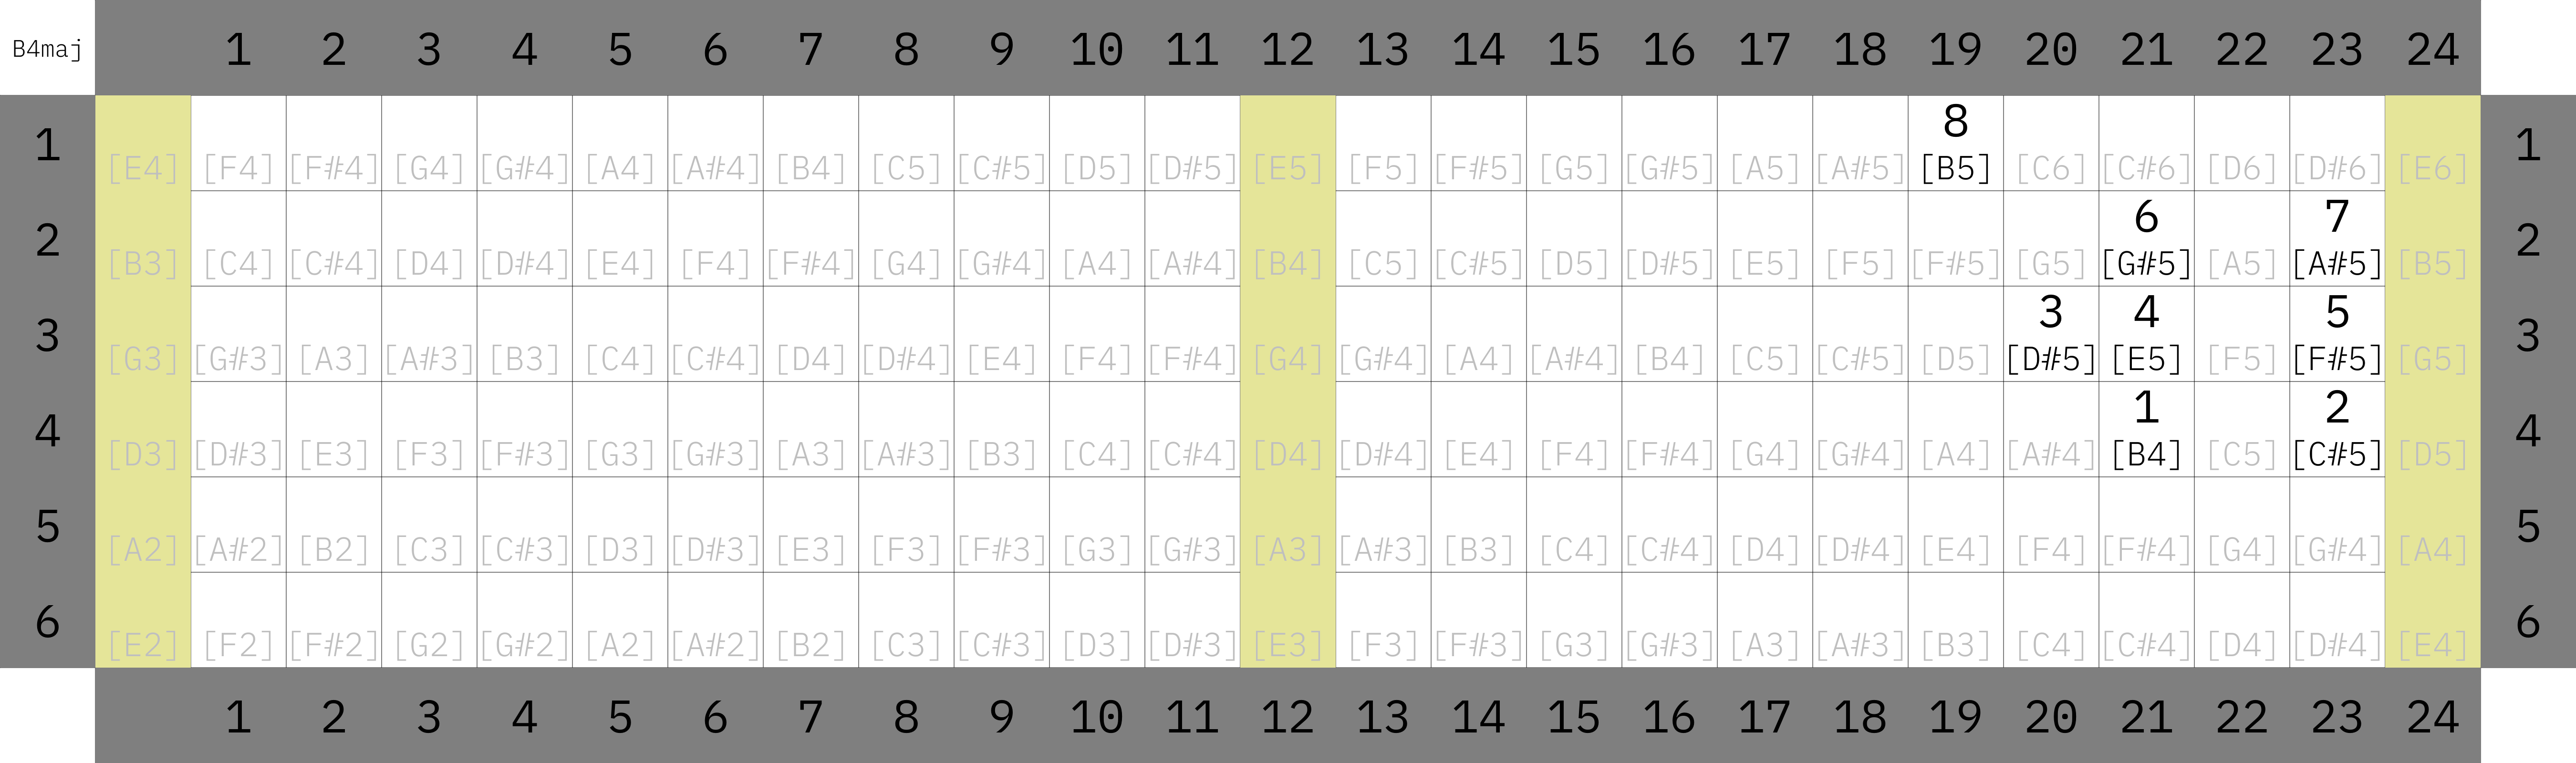 B4maj 1 2 3 4 5 6 7 8 9 10 11 12 13 14 15 16 17 18 19 20 21 22 23 24
8
1 [E4] [F4] [F#4] [G4] [G#4] [A4] [A#4] [B4] [C5] [C#5] [D5] [D#5] [E5] [F5] [F#5] [G5] [G#5] [A5] [A#5] [B5] [C6] [C#6] [D6] [D#6] [E6] 1
6 7
2 [B3] [C4] [C#4] [D4] [D#4] [E4] [F4] [F#4] [G4] [G#4] [A4] [A#4] [B4] [C5] [C#5] [D5] [D#5] [E5] [F5] [F#5] [G5] [G#5] [A5] [A#5] [B5] 2
3 4 5
3 [G3] [G#3] [A3] [A#3] [B3] [C4] [C#4] [D4] [D#4] [E4] [F4] [F#4] [G4] [G#4] [A4] [A#4] [B4] [C5] [C#5] [D5] [D#5] [E5] [F5] [F#5] [G5] 3
1 2
4 [D3] [D#3] [E3] [F3] [F#3] [G3] [G#3] [A3] [A#3] [B3] [C4] [C#4] [D4] [D#4] [E4] [F4] [F#4] [G4] [G#4] [A4] [A#4] [B4] [C5] [C#5] [D5] 4
5 [A2] [A#2] [B2] [C3] [C#3] [D3] [D#3] [E3] [F3] [F#3] [G3] [G#3] [A3] [A#3] [B3] [C4] [C#4] [D4] [D#4] [E4] [F4] [F#4] [G4] [G#4] [A4] 5
6 [E2] [F2] [F#2] [G2] [G#2] [A2] [A#2] [B2] [C3] [C#3] [D3] [D#3] [E3] [F3] [F#3] [G3] [G#3] [A3] [A#3] [B3] [C4] [C#4] [D4] [D#4] [E4] 6
1 2 3 4 5 6 7 8 9 10 11 12 13 14 15 16 17 18 19 20 21 22 23 24